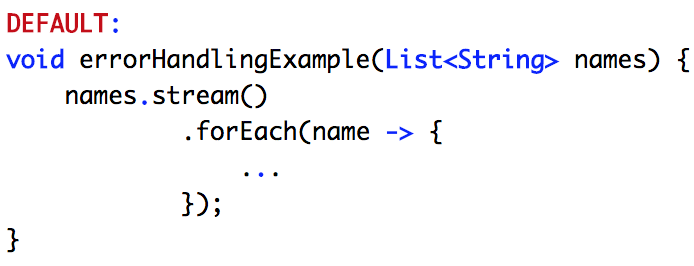 DEFAULT:
void errorHandlingExample(List<String> names) {
    names.stream()
            .forEach(name -> {
                ...
            });
}